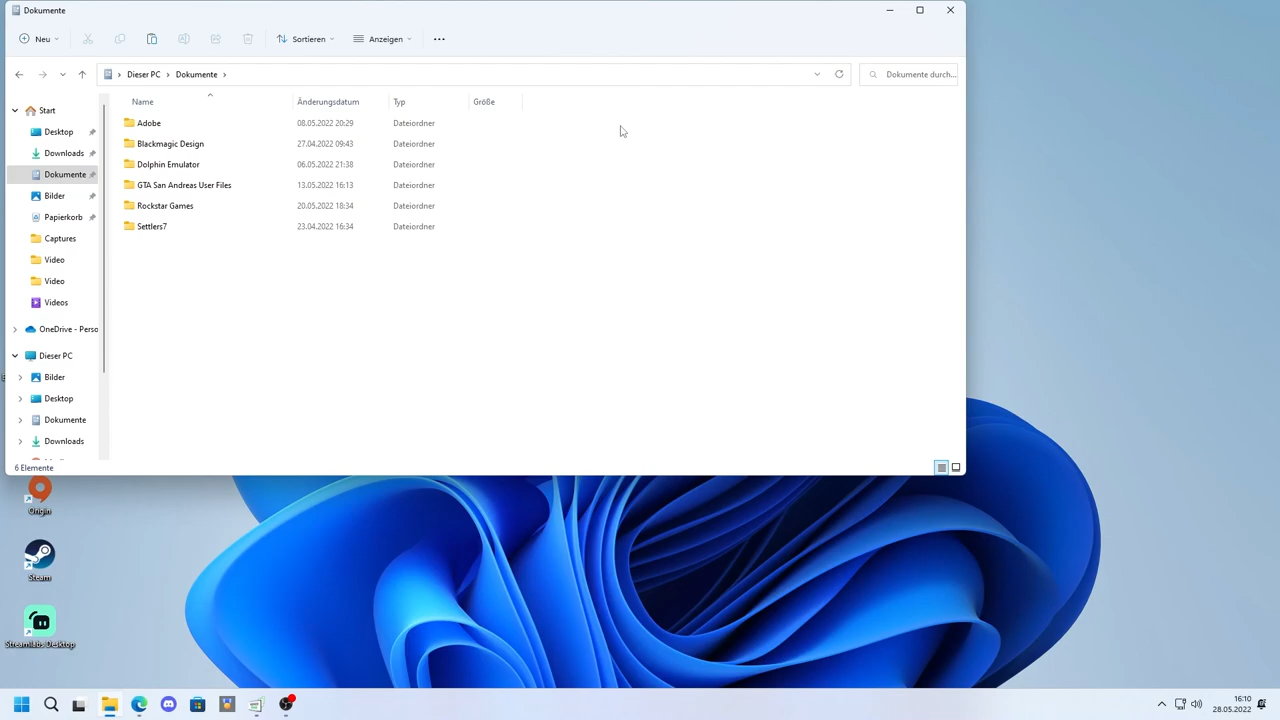 Dokumente
Neu
Sortieren
Anzeigen
Dieser PC
Dokumente
Dokumente durch...
Name Änderungsdatum Typ Größe
Adobe 08.05.2022 20:29 Dateiordner
Blackmagic Design 27.04.2022 09:43 Dateiordner
Dolphin Emulator 06.05.2022 21:38 Dateiordner
GTA San Andreas User Files 13.05.2022 16:13 Dateiordner
Rockstar Games 20.05.2022 18:34 Dateiordner
Settlers7 23.04.2022 16:34 Dateiordner
Start
Desktop
Downloads
Dokumente
Bilder
Papierkorb
Captures
Video
Video
Videos
OneDrive - Perso
Dieser PC
Bilder
Desktop
Dokumente
Downloads
6 Elemente
Origin
Steam
Streamlabs Desktop
16:10
28.05.2022